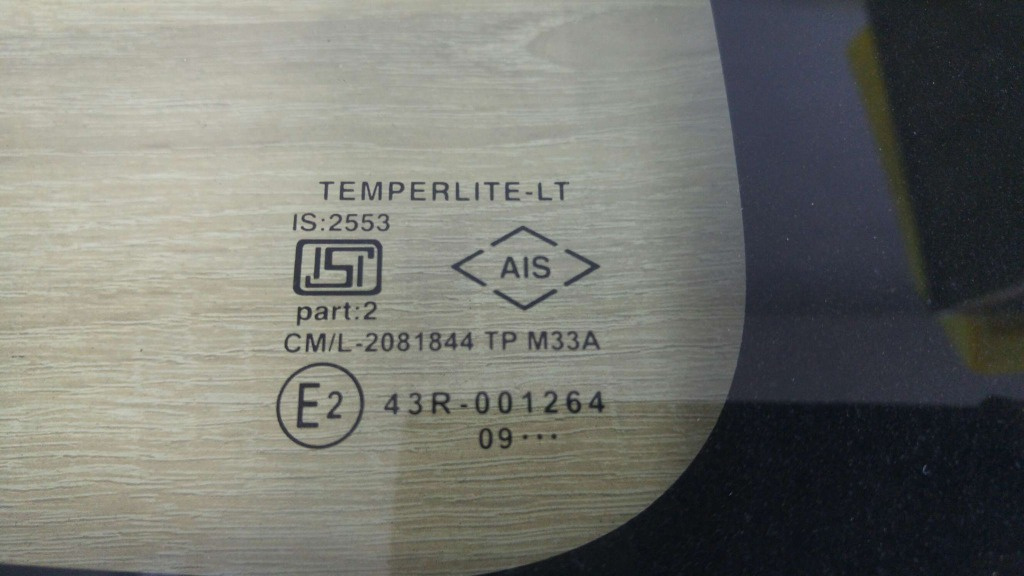 TEMPERLITE-LT
IS:2553
ISI
AIS
part:2
CM/L-2081844 TP M33A
E2 43R-001264
09•••